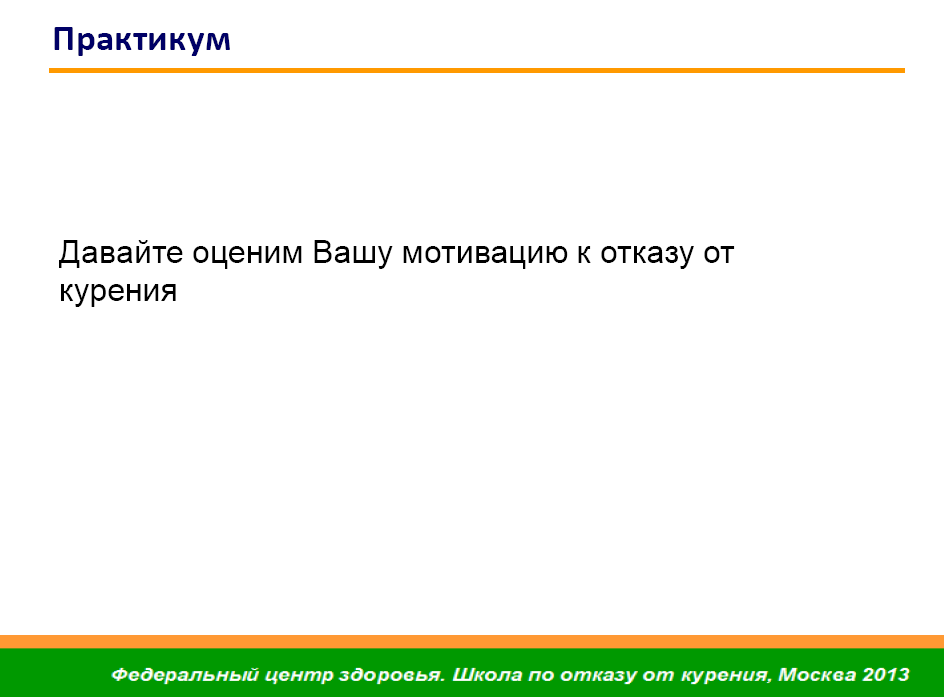 Практикум
Давайте оценим Вашу мотивацию к отказу от
курения
Федеральный центр здоровья. Школа по отказу от курения, Москва 2013